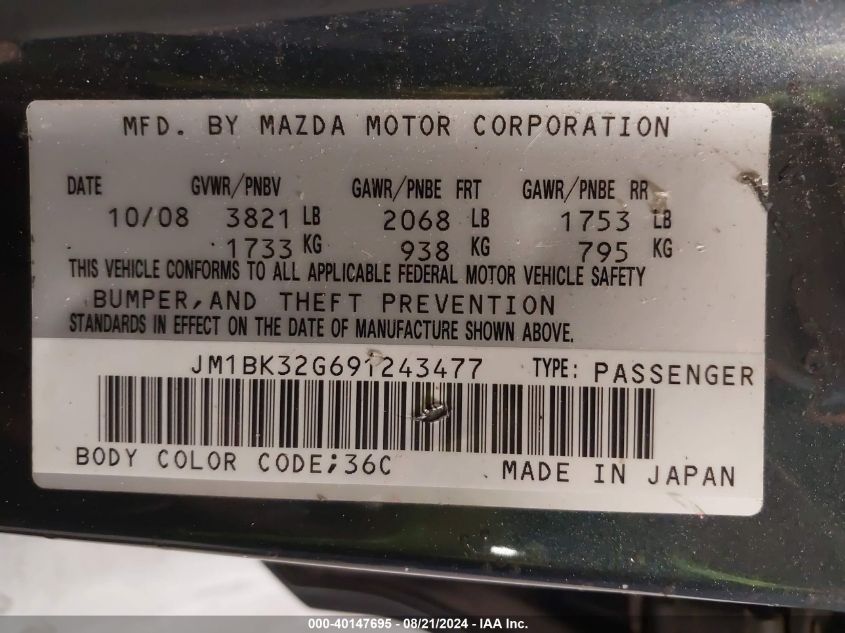 MFD. BY MAZDA MOTOR CORPORATION
DATE GVWR/PNBV GAWR/PNBE FRT GAWR/PNBE RR
10/08 3821 LB 2068 LB 1753 LB
1733 KG 938 KG 795 KG
THIS VEHICLE CONFORMS TO ALL APPLICABLE FEDERAL MOTOR VEHICLE SAFETY
BUMPER,AND THEFT PREVENTION
STANDARDS IN EFFECT ON THE DATE OF MANUFACTURE SHOWN ABOVE.
JM1BK32G691243477 TYPE: PASSENGER
BODY COLOR CODE;36C MADE IN JAPAN
000-40147695 - 08/21/2024 - IAA Inc.